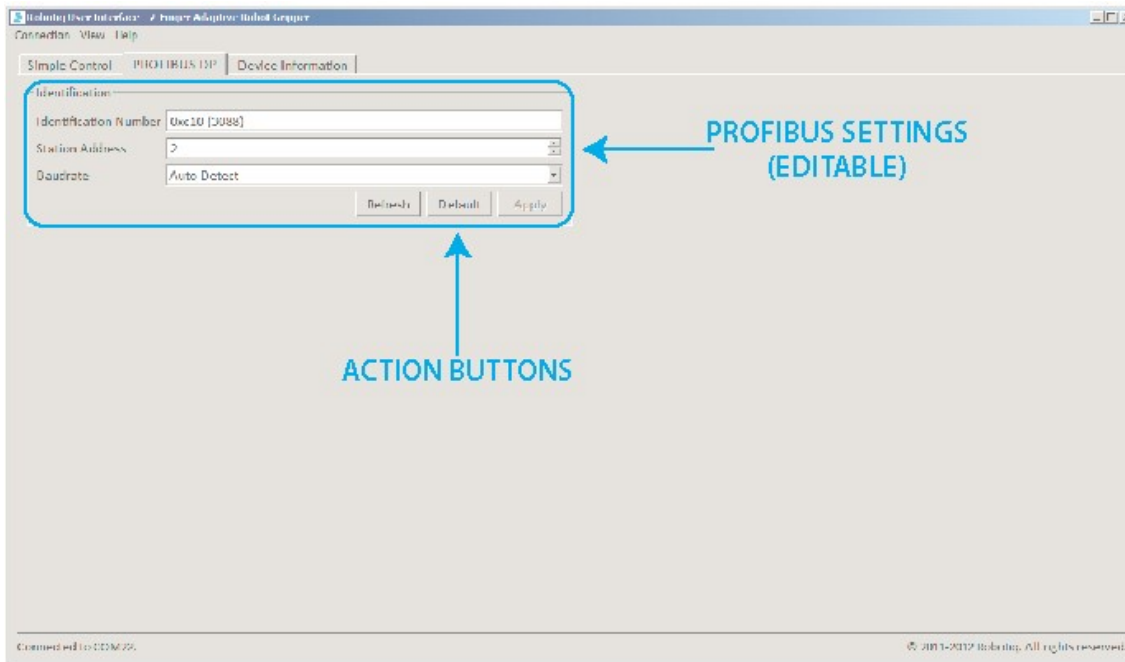 Robotiq User Interface - 2 Finger Adaptive Robot Gripper
Connection View Help
Simple Control PROFIBUS DP Device Information
Identification
Identification Number 0xc10 (3088)
Station Address 2
Baudrate Auto Detect
Refresh Default Apply
PROFIBUS SETTINGS
(EDITABLE)
ACTION BUTTONS
Connected to COM22.
© 2011-2012 Robotiq. All rights reserved.